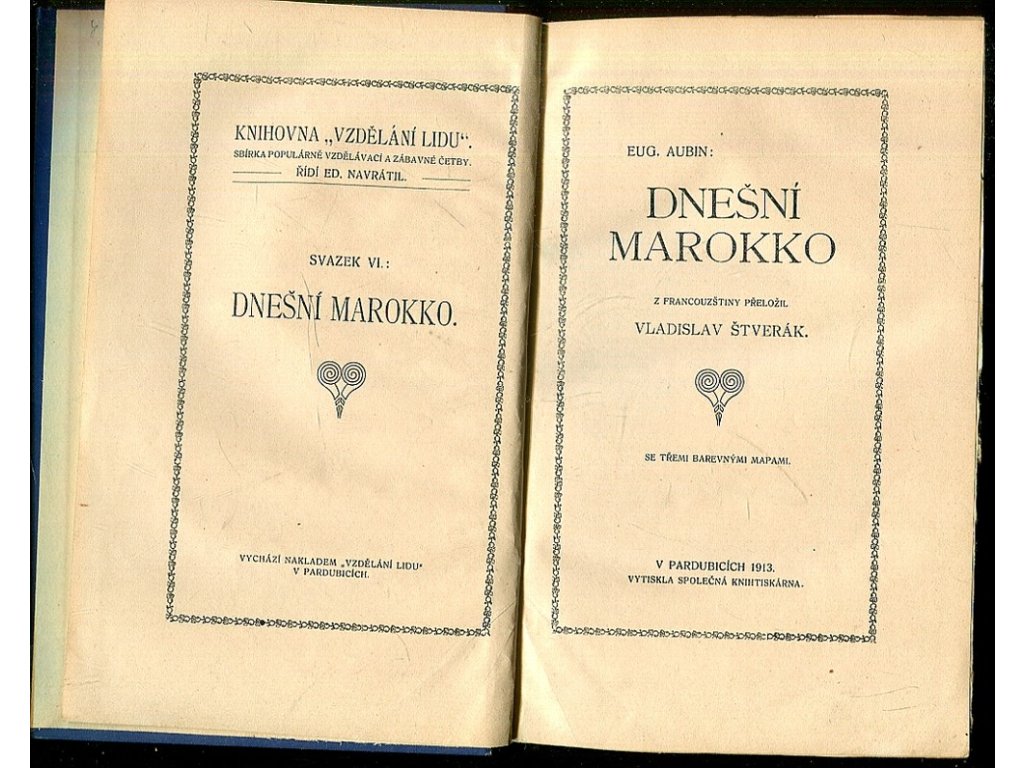 KNIHOVNA „VZDĚLÁNÍ LIDU“.
SBÍRKA POPULÁRNĚ VZDĚLÁVACÍ A ZÁBAVNÉ ČETBY.
ŘÍDÍ ED. NAVRÁTIL.
SVAZEK VI.:
DNEŠNÍ MAROKKO.
VYCHÁZÍ NAKLADEM „VZDĚLÁNÍ LIDU“
V PARDUBICÍCH.
EUG. AUBIN:
DNEŠNÍ
MAROKKO
Z FRANCOUZŠTINY PŘELOŽIL
VLADISLAV ŠTVERÁK.
SE TŘEMI BAREVNÝMI MAPAMI.
V PARDUBICÍCH 1913.
VYTISKLA SPOLEČNÁ KNIHTISKÁRNA.